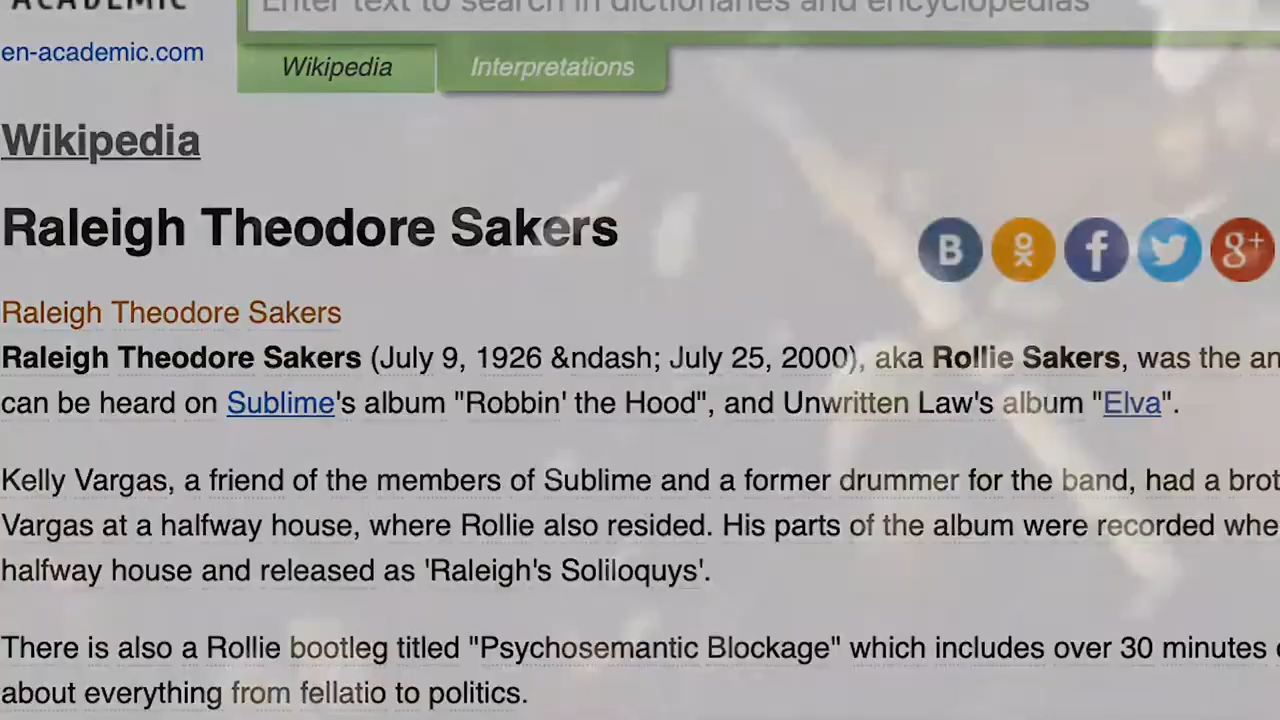 ACADEMIC
Enter text to search in dictionaries and encyclopedias
en-academic.com
Wikipedia
Interpretations
Wikipedia
Raleigh Theodore Sakers
B
f
g+
Raleigh Theodore Sakers
Raleigh Theodore Sakers (July 9, 1926 &ndash; July 25, 2000), aka Rollie Sakers, was the
can be heard on Sublime's album "Robbin' the Hood", and Unwritten Law's album "Elva".
Kelly Vargas, a friend of the members of Sublime and a former drummer for the band, had a
Vargas at a halfway house, where Rollie also resided. His parts of the album were recorded
halfway house and released as 'Raleigh's Soliloquys'.
There is also a Rollie bootleg titled "Psychosemantic Blockage" which includes over 30 minutes
about everything from fellatio to politics.